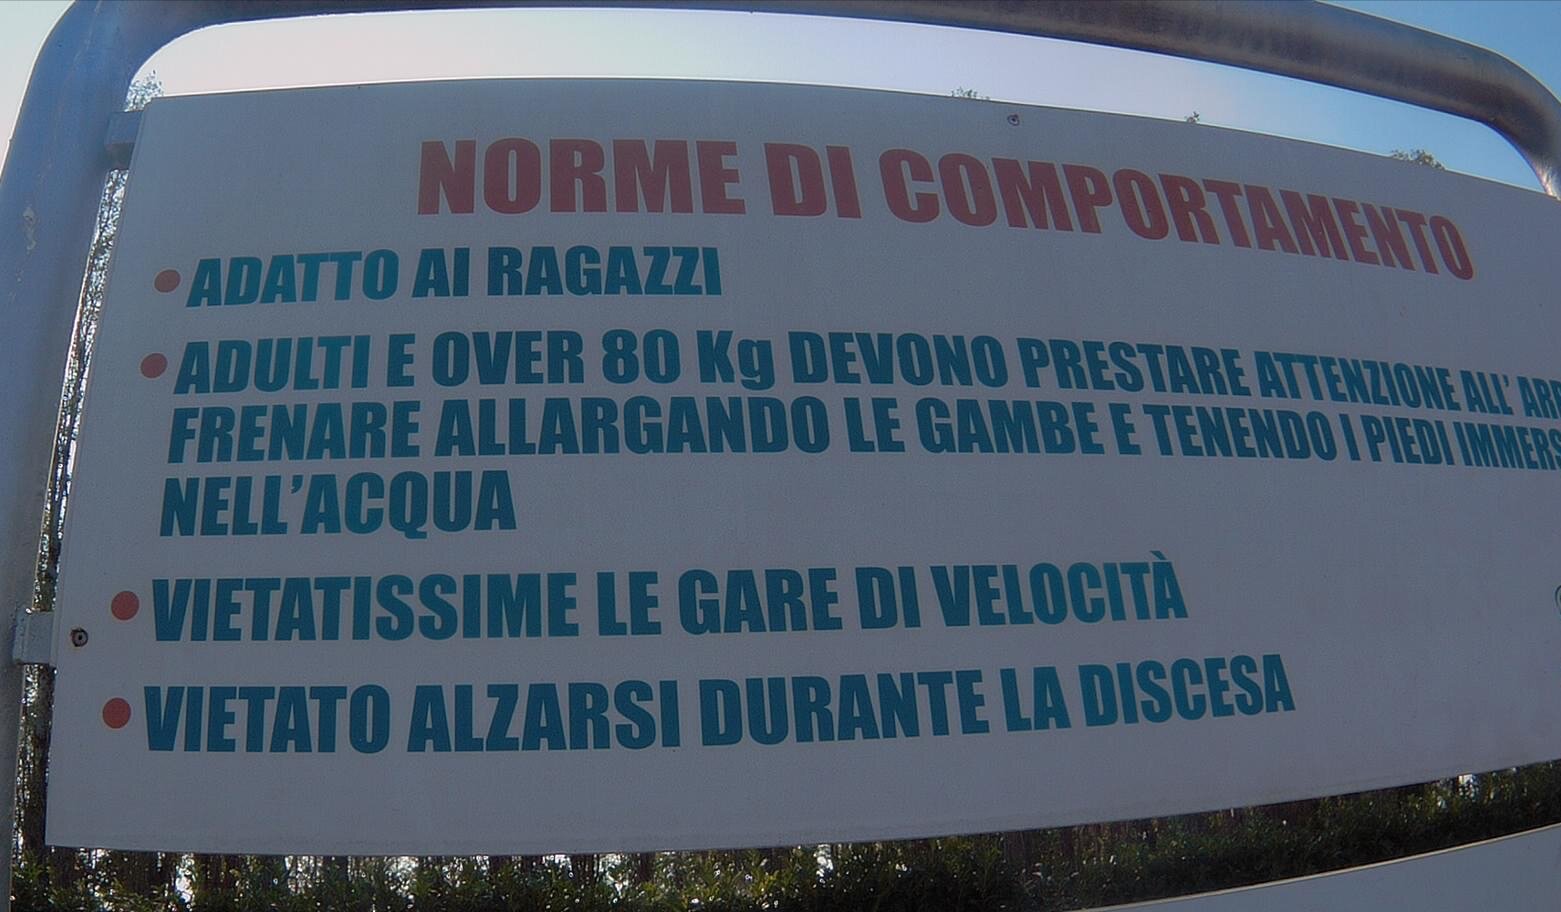 NORME DI COMPORTAMENTO
• ADATTO AI RAGAZZI
• ADULTI E OVER 80 Kg DEVONO PRESTARE ATTENZIONE ALL'
FRENARE ALLARGANDO LE GAMBE E TENENDO I PIEDI
NELL'ACQUA
• VIETATISSIME LE GARE DI VELOCITÀ
• VIETATO ALZARSI DURANTE LA DISCESA